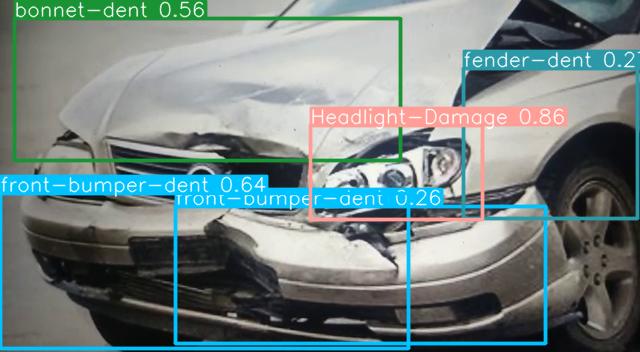 bonnet-dent 0.56
fender-dent 0.2
Headlight-Damage 0.86
front-bumper-dent 0.64
front-bumper-dent 0.26